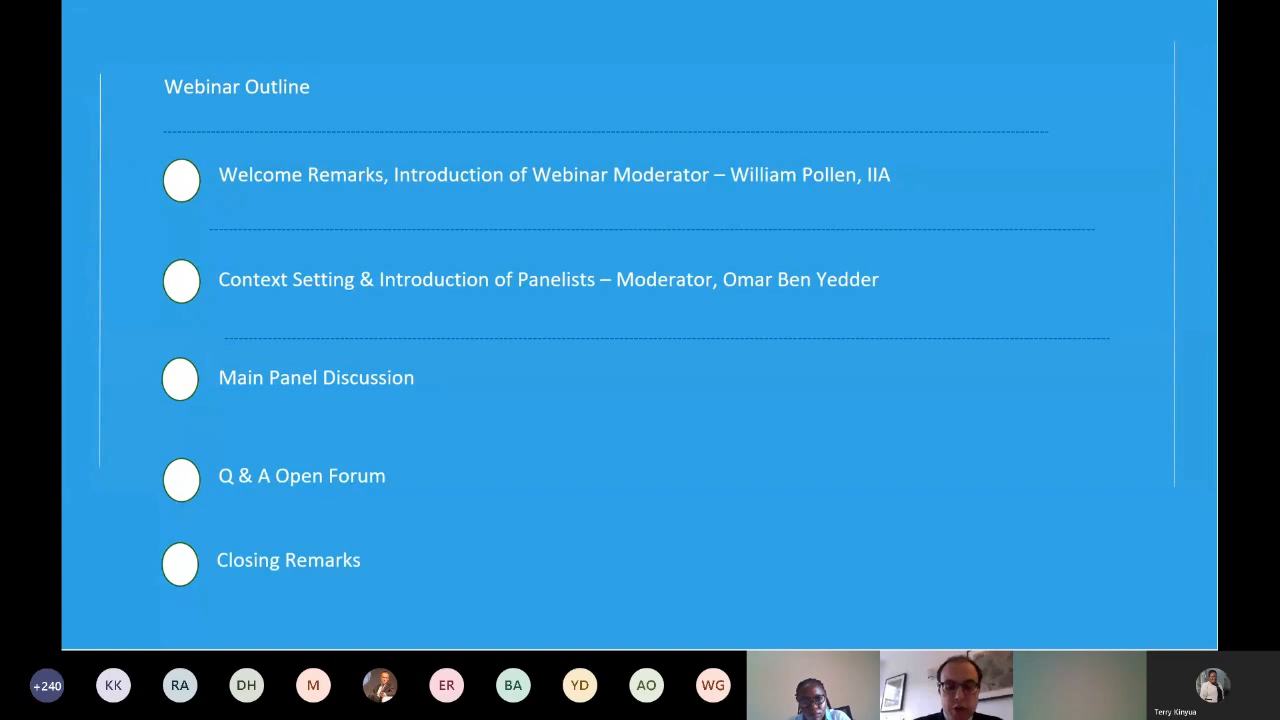 Webinar Outline
Welcome Remarks, Introduction of Webinar Moderator – William Pollen, IIA
Context Setting & Introduction of Panelists – Moderator, Omar Ben Yedder
Main Panel Discussion
Q & A Open Forum
Closing Remarks
+240 KK RA DH M ER BA YD AO WG
Terry Kinyua